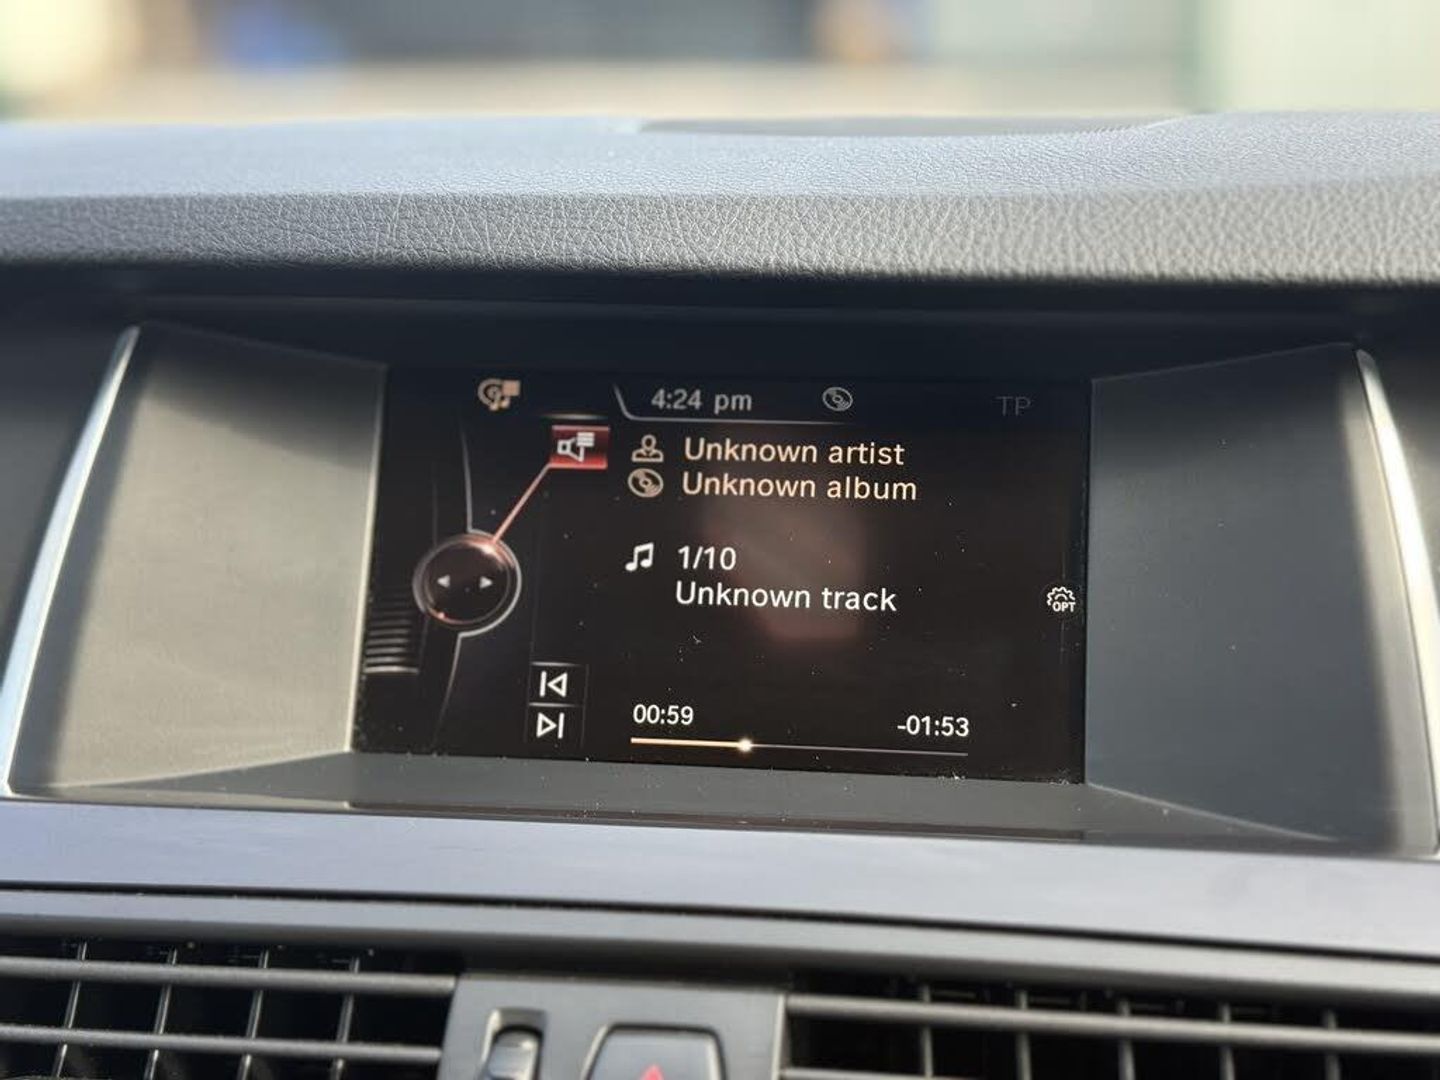 4:24 pm
TP
Unknown artist
Unknown album
1/10
Unknown track
OPT
00:59
-01:53